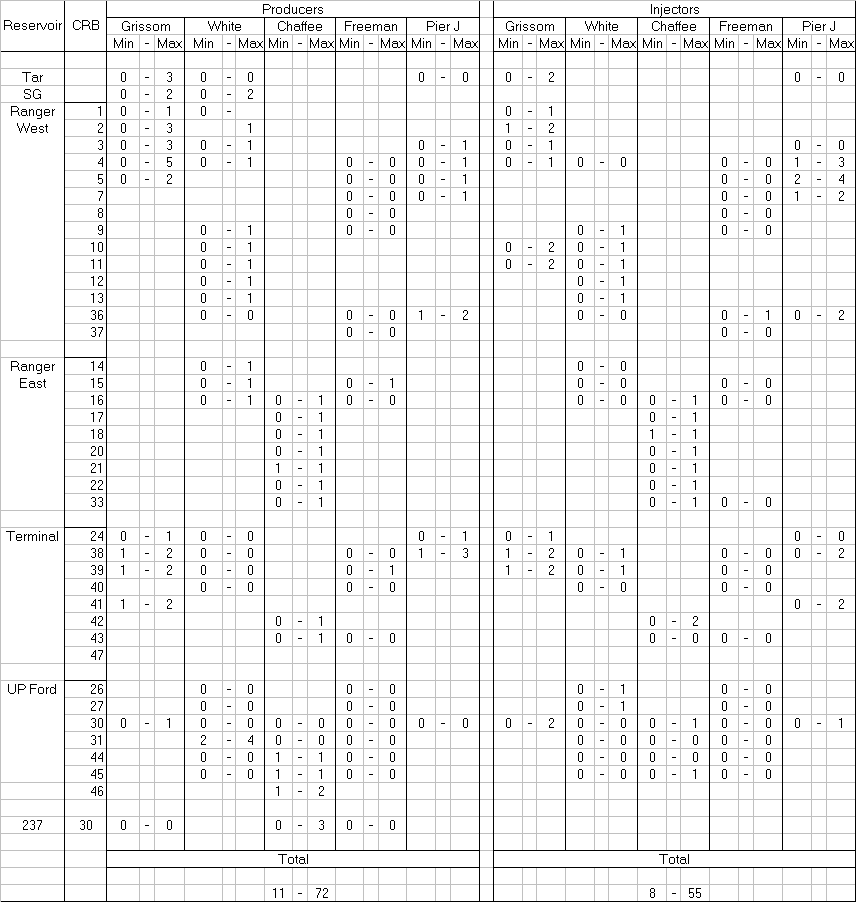 Producers Injectors
Reservoir CRB Grissom White Chaffee Freeman Pier J Grissom White Chaffee Freeman Pier J
Min - Max Min - Max Min - Max Min - Max Min - Max Min - Max Min - Max Min - Max Min - Max Min - Max
Tar 0 - 3 0 - 0 0 - 0 0 - 2 0 - 0
SG 0 - 2 0 - 2
Ranger 1 0 - 1 0 - 0 - 1
West 2 0 - 3 1 1 - 2
3 0 - 3 0 - 1 0 - 1 0 - 1 0 - 0
4 0 - 5 0 - 1 0 - 0 0 - 1 0 - 1 0 - 0 0 - 0 1 - 3
5 0 - 2 0 - 0 0 - 1 0 - 0 2 - 4
7 0 - 0 0 - 1 0 - 0 1 - 2
8 0 - 0 0 - 0
9 0 - 1 0 - 0 0 - 1 0 - 0
10 0 - 1 0 - 2 0 - 1
11 0 - 1 0 - 2 0 - 1
12 0 - 1 0 - 1
13 0 - 1 0 - 1
36 0 - 0 0 - 0 1 - 2 0 - 0 0 - 1 0 - 2
37 0 - 0 0 - 0
Ranger 14 0 - 1 0 - 0
East 15 0 - 1 0 - 1 0 - 0 0 - 0
16 0 - 1 0 - 1 0 - 0 0 - 0 0 - 1 0 - 0
17 0 - 1 0 - 1
18 0 - 1 1 - 1
20 0 - 1 0 - 1
21 1 - 1 0 - 1
22 0 - 1 0 - 1
33 0 - 1 0 - 1 0 - 0
Terminal 24 0 - 1 0 - 0 0 - 1 0 - 1 0 - 0
38 1 - 2 0 - 0 0 - 0 1 - 3 1 - 2 0 - 1 0 - 0 0 - 2
39 1 - 2 0 - 0 0 - 1 1 - 2 0 - 1 0 - 0
40 0 - 0 0 - 0 0 - 0 0 - 0
41 1 - 2 0 - 2
42 0 - 1 0 - 2
43 0 - 1 0 - 0 0 - 0 0 - 0
47
UP Ford 26 0 - 0 0 - 0 0 - 1 0 - 0
27 0 - 0 0 - 0 0 - 1 0 - 0
30 0 - 1 0 - 0 0 - 0 0 - 0 0 - 0 0 - 2 0 - 0 0 - 1 0 - 0 0 - 1
31 2 - 4 0 - 0 0 - 0 0 - 0 0 - 0 0 - 0
44 0 - 0 1 - 1 0 - 0 0 - 0 0 - 0 0 - 0
45 0 - 0 1 - 1 0 - 0 0 - 0 0 - 1 0 - 0
46 1 - 2
237 30 0 - 0 0 - 3 0 - 0
Total Total
11 - 72 8 - 55